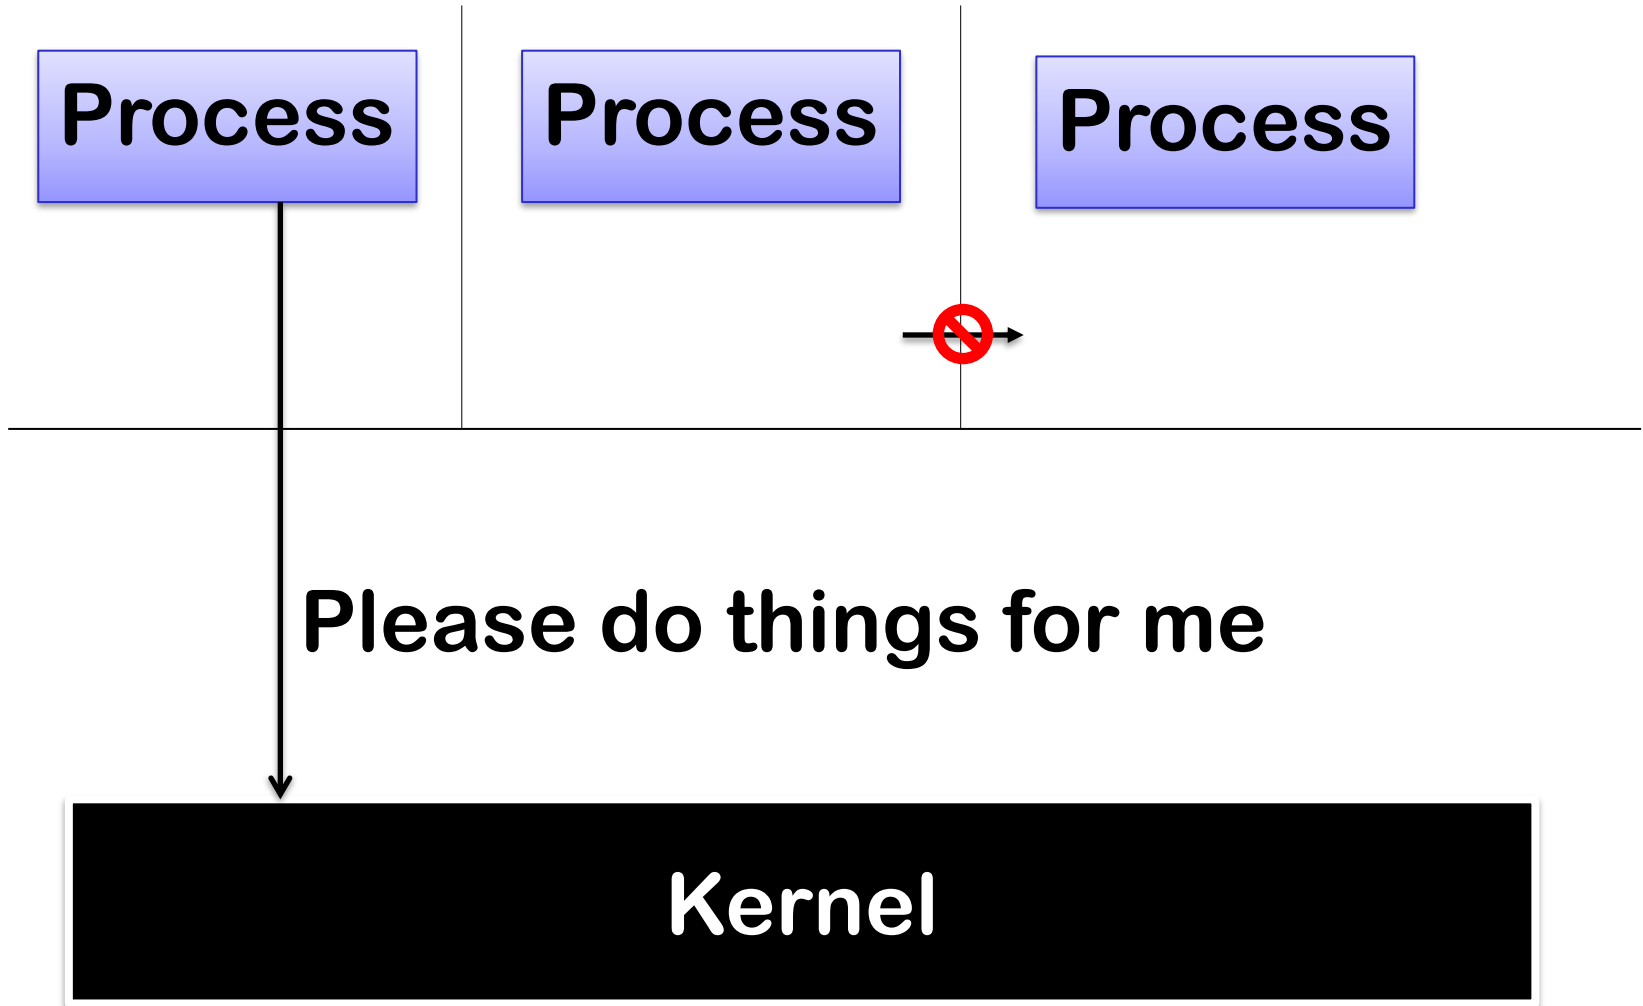 Process
Process
Process
Please do things for me
Kernel